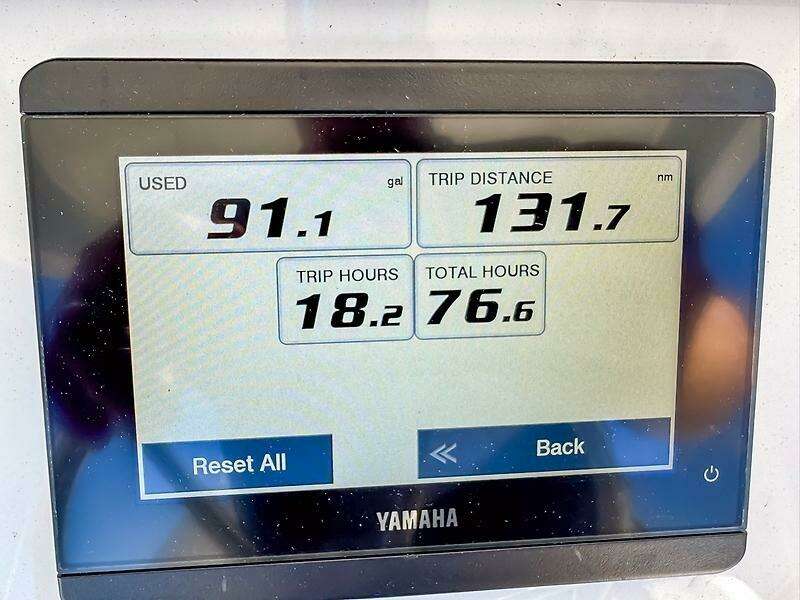 USED gal TRIP DISTANCE nm
91.1 131.7
TRIP HOURS TOTAL HOURS
18.2 76.6
Reset All Back
YAMAHA